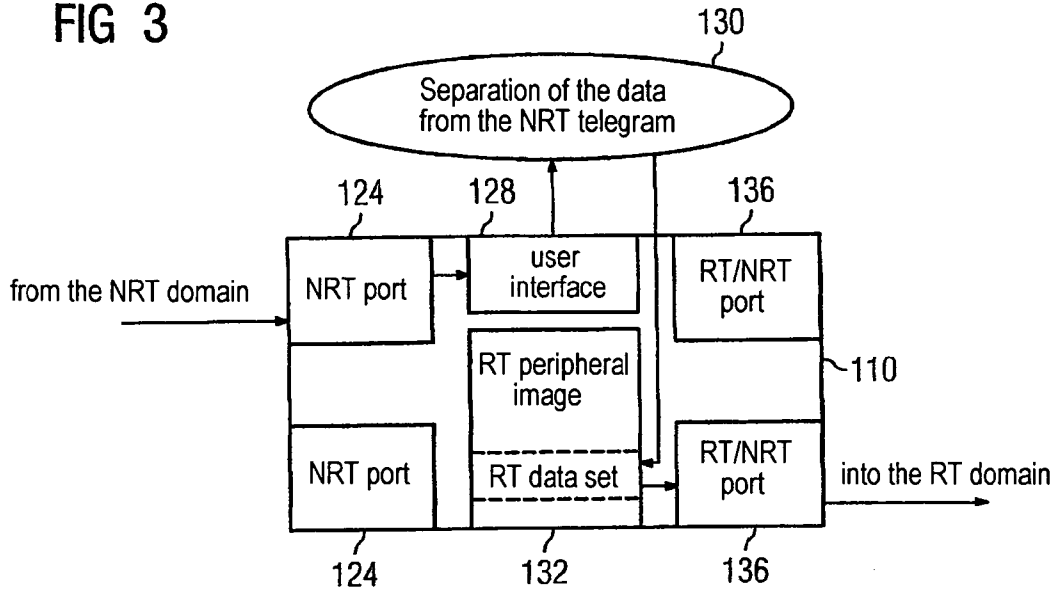 FIG 3
130
Separation of the data
from the NRT telegram
124
128
136
from the NRT domain
NRT port
user
interface
RT/NRT
port
110
RT peripheral
image
NRT port
RT data set
RT/NRT
port
into the RT domain
124
132
136